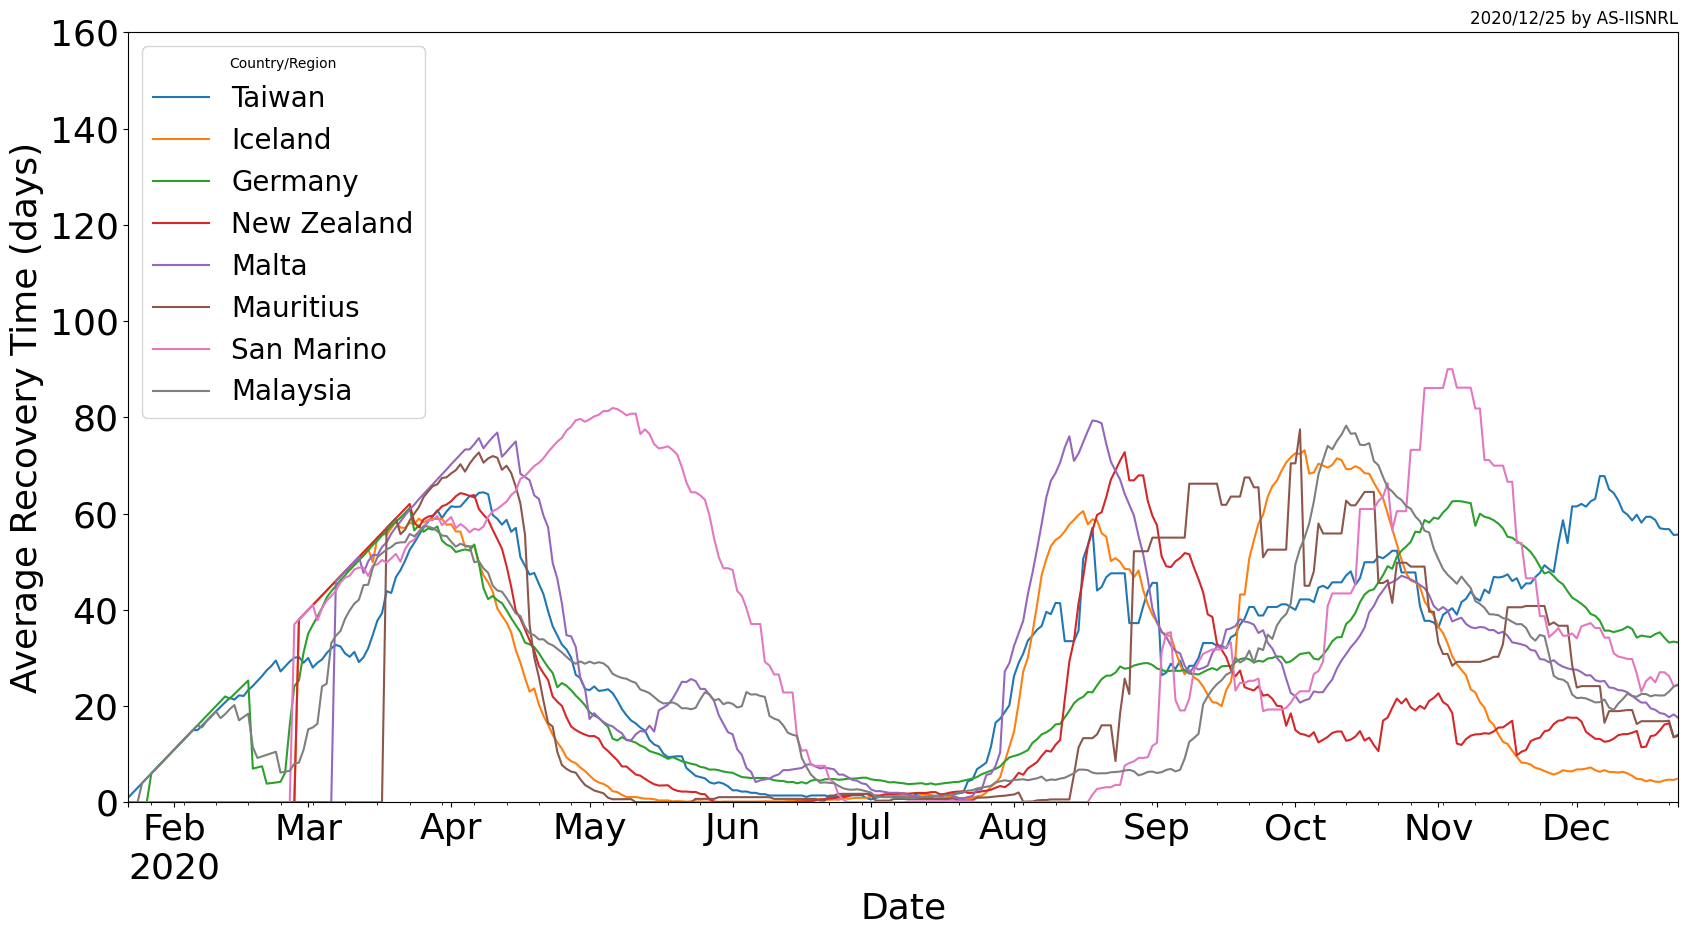 2020/12/25 by AS-IISNRL
Average Recovery Time (days)
160
140
120
100
80
60
40
20
0
Country/Region
Taiwan
Iceland
Germany
New Zealand
Malta
Mauritius
San Marino
Malaysia
Feb Mar Apr May Jun Jul Aug Sep Oct Nov Dec
2020
Date